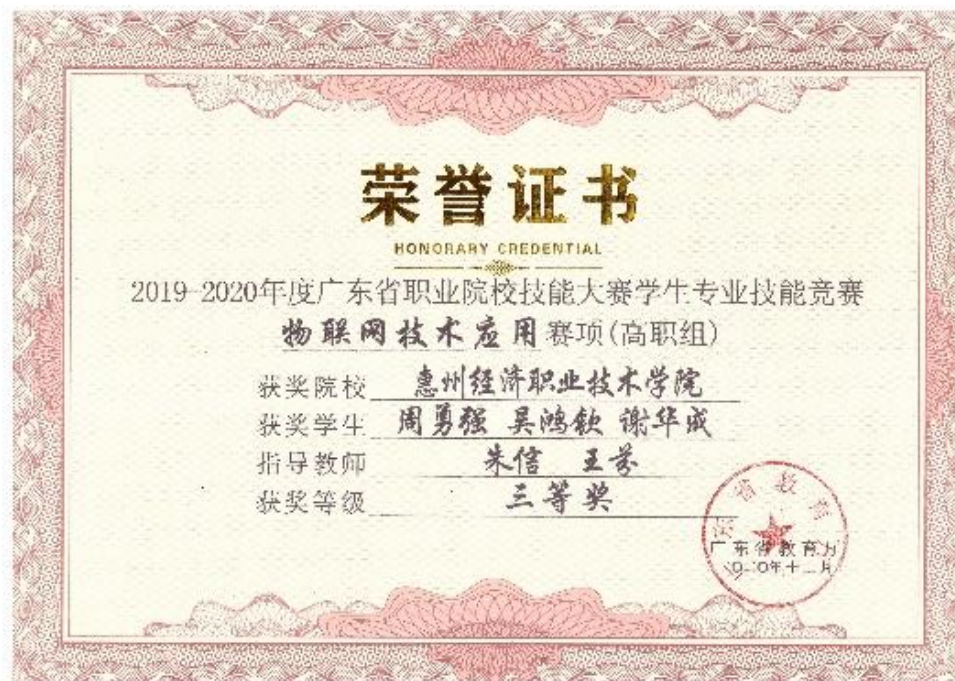 荣誉证书
HONORARY CREDENTIAL
2019-2020年度广东省职业院校技能大赛学生专业技能竞赛
物联网技术应用赛项(高职组)
获奖院校 惠州经济职业技术学院
获奖学生 周勇强 吴鸿钦 谢华成
指导教师 朱信 王芬
获奖等级 三等奖
广东省教育厅
年十二月